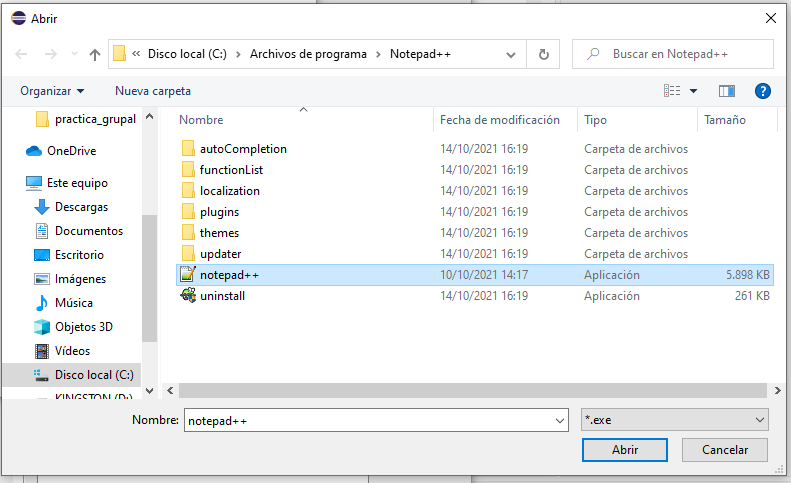 Abrir
« Disco local (C:) › Archivos de programa › Notepad++
Buscar en Notepad++
Organizar
Nueva carpeta
practica_grupal
OneDrive
Este equipo
Descargas
Documentos
Escritorio
Imágenes
Música
Objetos 3D
Vídeos
Disco local (C:)
KINGSTON (D:)
Nombre Fecha de modificación Tipo Tamaño
autoCompletion 14/10/2021 16:19 Carpeta de archivos
functionList 14/10/2021 16:19 Carpeta de archivos
localization 14/10/2021 16:19 Carpeta de archivos
plugins 14/10/2021 16:19 Carpeta de archivos
themes 14/10/2021 16:19 Carpeta de archivos
updater 14/10/2021 16:19 Carpeta de archivos
notepad++ 10/10/2021 14:17 Aplicación 5.898 KB
uninstall 14/10/2021 16:19 Aplicación 261 KB
Nombre: notepad++ *.exe
Abrir Cancelar